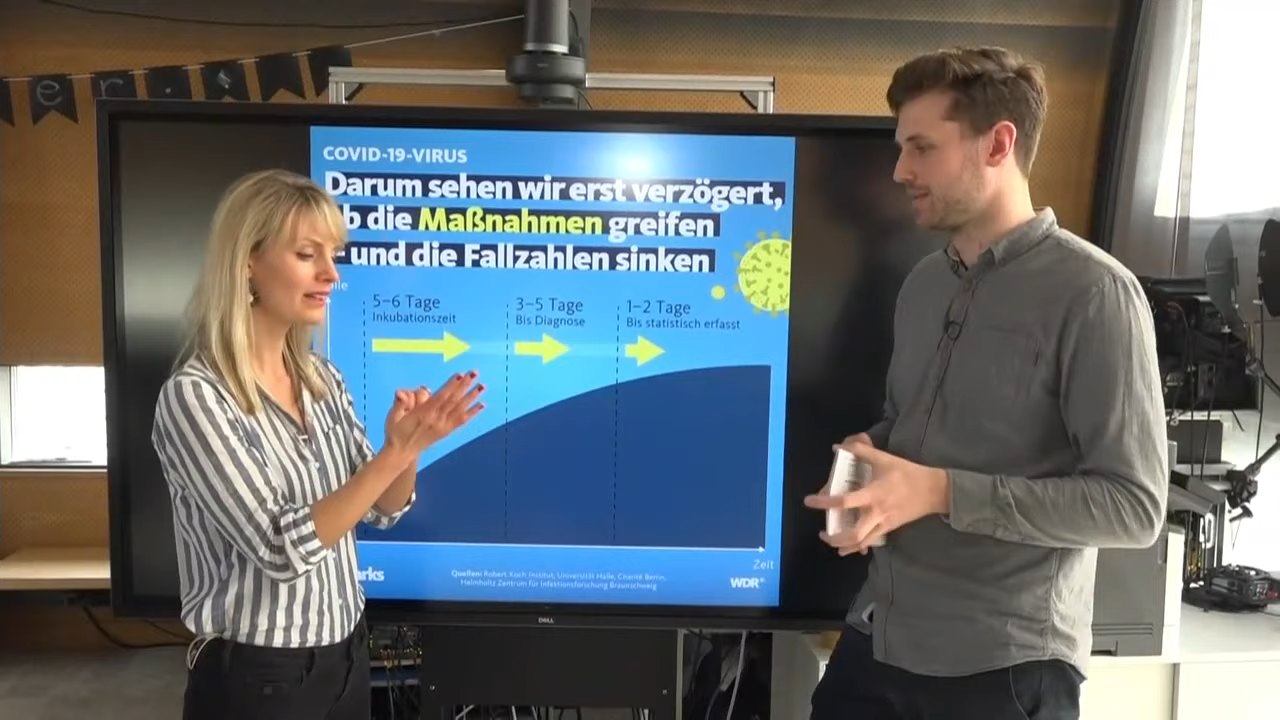 er.s
COVID-19-VIRUS
Darum sehen wir erst verzögert,
b die Maßnahmen greifen
- und die Fallzahlen sinken
5–6 Tage
Inkubationszeit
3–5 Tage
Bis Diagnose
1–2 Tage
Bis statistisch erfasst
Zeit
arks
Quellen: Robert Koch Institut, Universität Halle, Charité Berlin,
Helmholtz Zentrum für Infektionsforschung Braunschweig
WDR
DELL